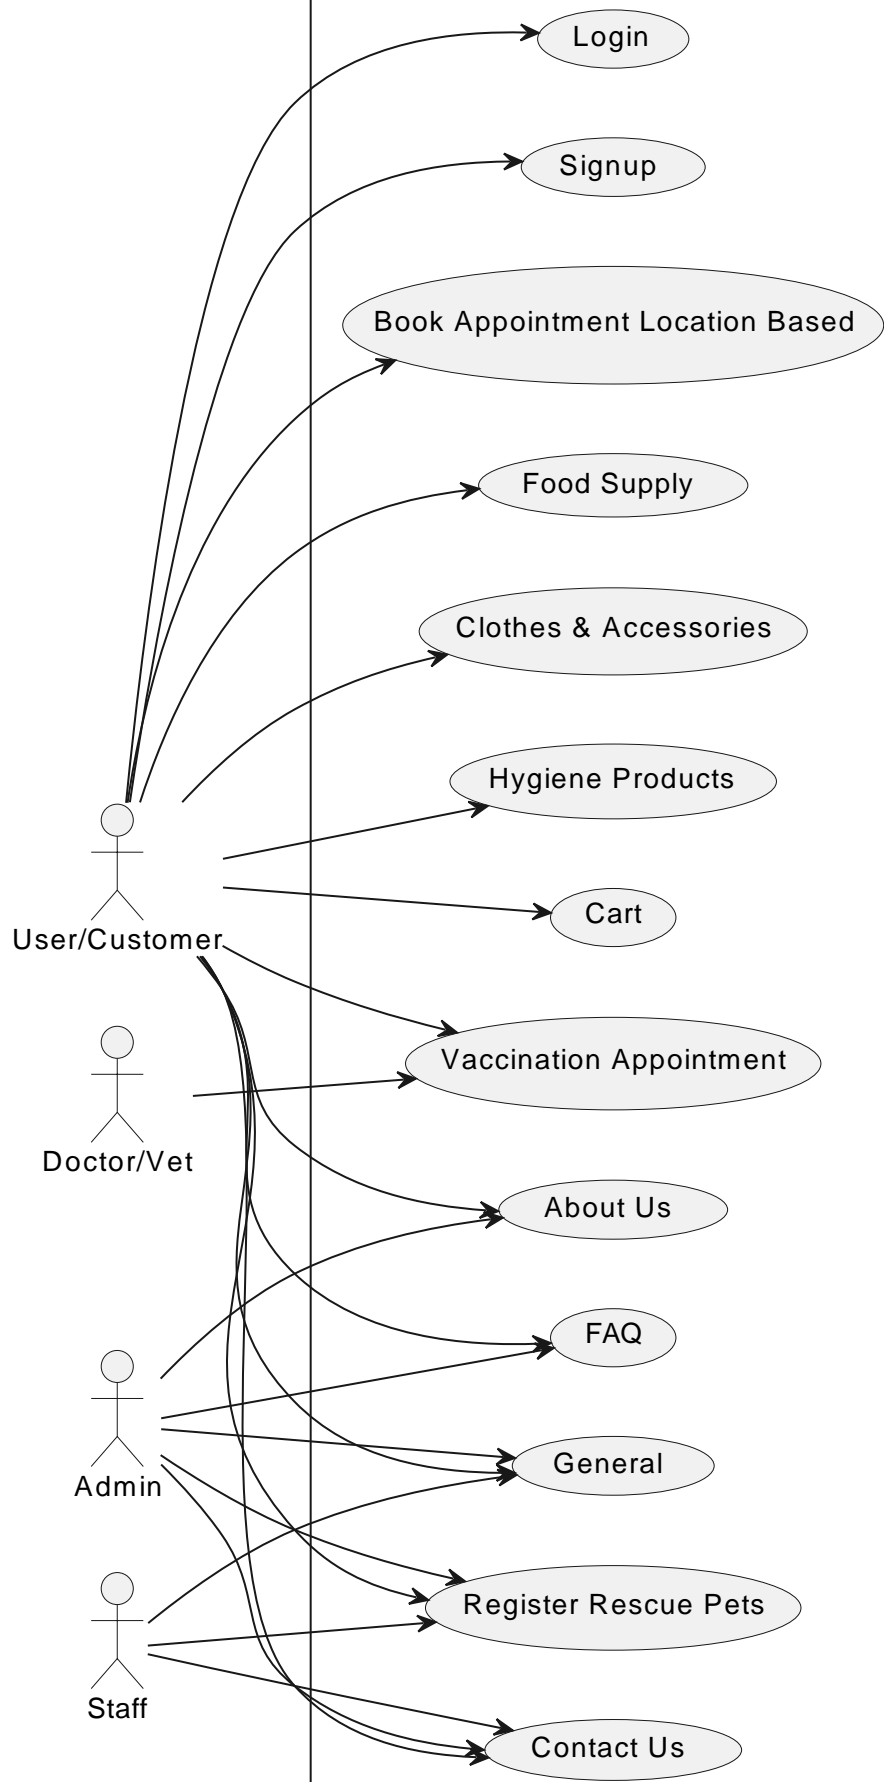 Login
Signup
Book Appointment Location Based
Food Supply
Clothes & Accessories
Hygiene Products
Cart
User/Customer
Vaccination Appointment
Doctor/Vet
About Us
FAQ
General
Admin
Register Rescue Pets
Staff
Contact Us